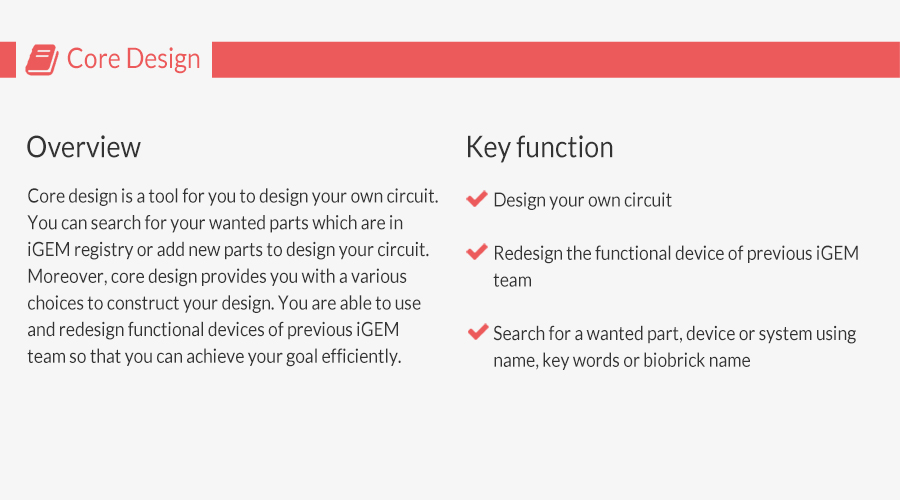 Core Design
Overview
Core design is a tool for you to design your own circuit.
You can search for your wanted parts which are in
iGEM registry or add new parts to design your circuit.
Moreover, core design provides you with a various
choices to construct your design. You are able to use
and redesign functional devices of previous iGEM
team so that you can achieve your goal efficiently.
Key function
Design your own circuit
Redesign the functional device of previous iGEM
team
Search for a wanted part, device or system using
name, key words or biobrick name